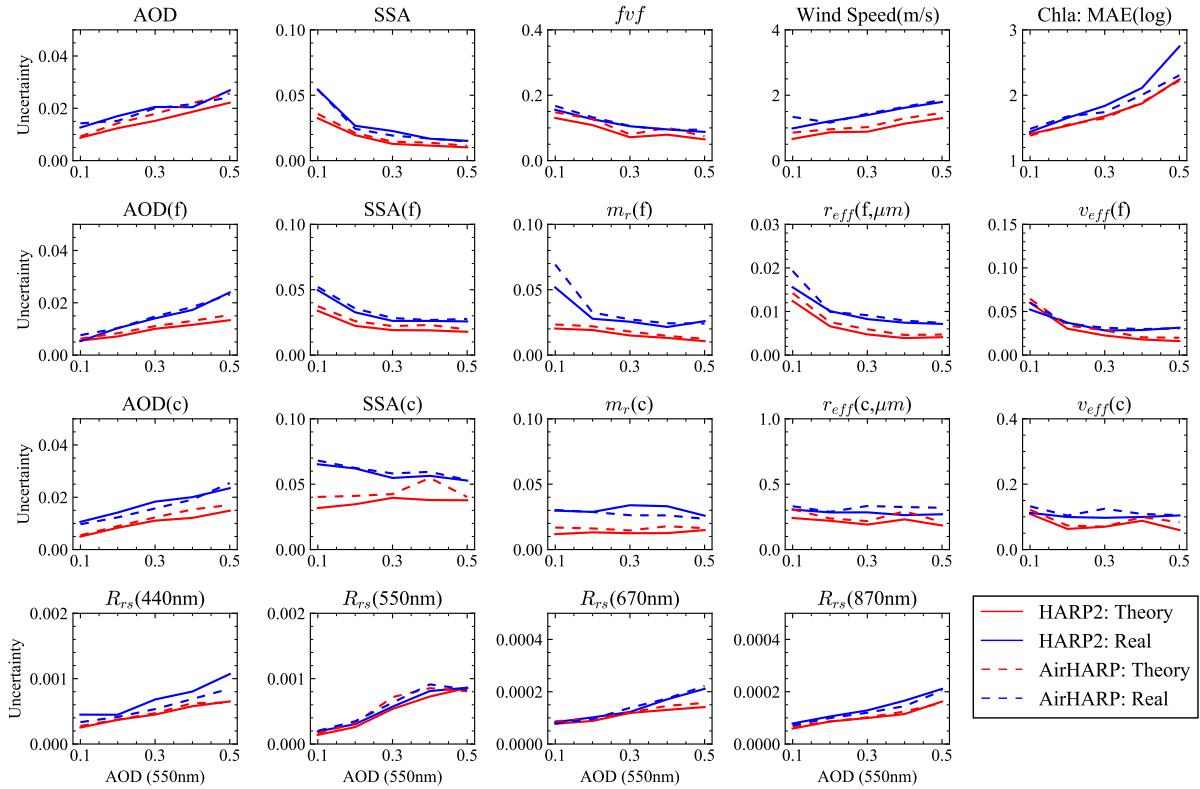 AOD SSA fvf Wind Speed(m/s) Chla: MAE(log)
Uncertainty
0.04 0.10 0.4 4 3
0.02 0.05 0.2 2 2
0.00 0.00 0.0 0 1
0.1 0.3 0.5 0.1 0.3 0.5 0.1 0.3 0.5 0.1 0.3 0.5 0.1 0.3 0.5
AOD(f) SSA(f) m_r(f) r_eff(f,μm) v_eff(f)
Uncertainty
0.04 0.10 0.10 0.03 0.15
0.02 0.10
0.02 0.05 0.05 0.01 0.05
0.00 0.00 0.00 0.00 0.00
0.1 0.3 0.5 0.1 0.3 0.5 0.1 0.3 0.5 0.1 0.3 0.5 0.1 0.3 0.5
AOD(c) SSA(c) m_r(c) r_eff(c,μm) v_eff(c)
Uncertainty
0.04 0.10 0.10 1.0 0.4
0.02 0.05 0.05 0.5 0.2
0.00 0.00 0.00 0.0 0.0
0.1 0.3 0.5 0.1 0.3 0.5 0.1 0.3 0.5 0.1 0.3 0.5 0.1 0.3 0.5
R_rs(440nm) R_rs(550nm) R_rs(670nm) R_rs(870nm)
Uncertainty
0.002 0.002 0.0004 0.0004
0.001 0.001 0.0002 0.0002
0.000 0.000 0.0000 0.0000
0.1 0.3 0.5 0.1 0.3 0.5 0.1 0.3 0.5 0.1 0.3 0.5
AOD (550nm) AOD (550nm) AOD (550nm) AOD (550nm)
HARP2: Theory
HARP2: Real
AirHARP: Theory
AirHARP: Real